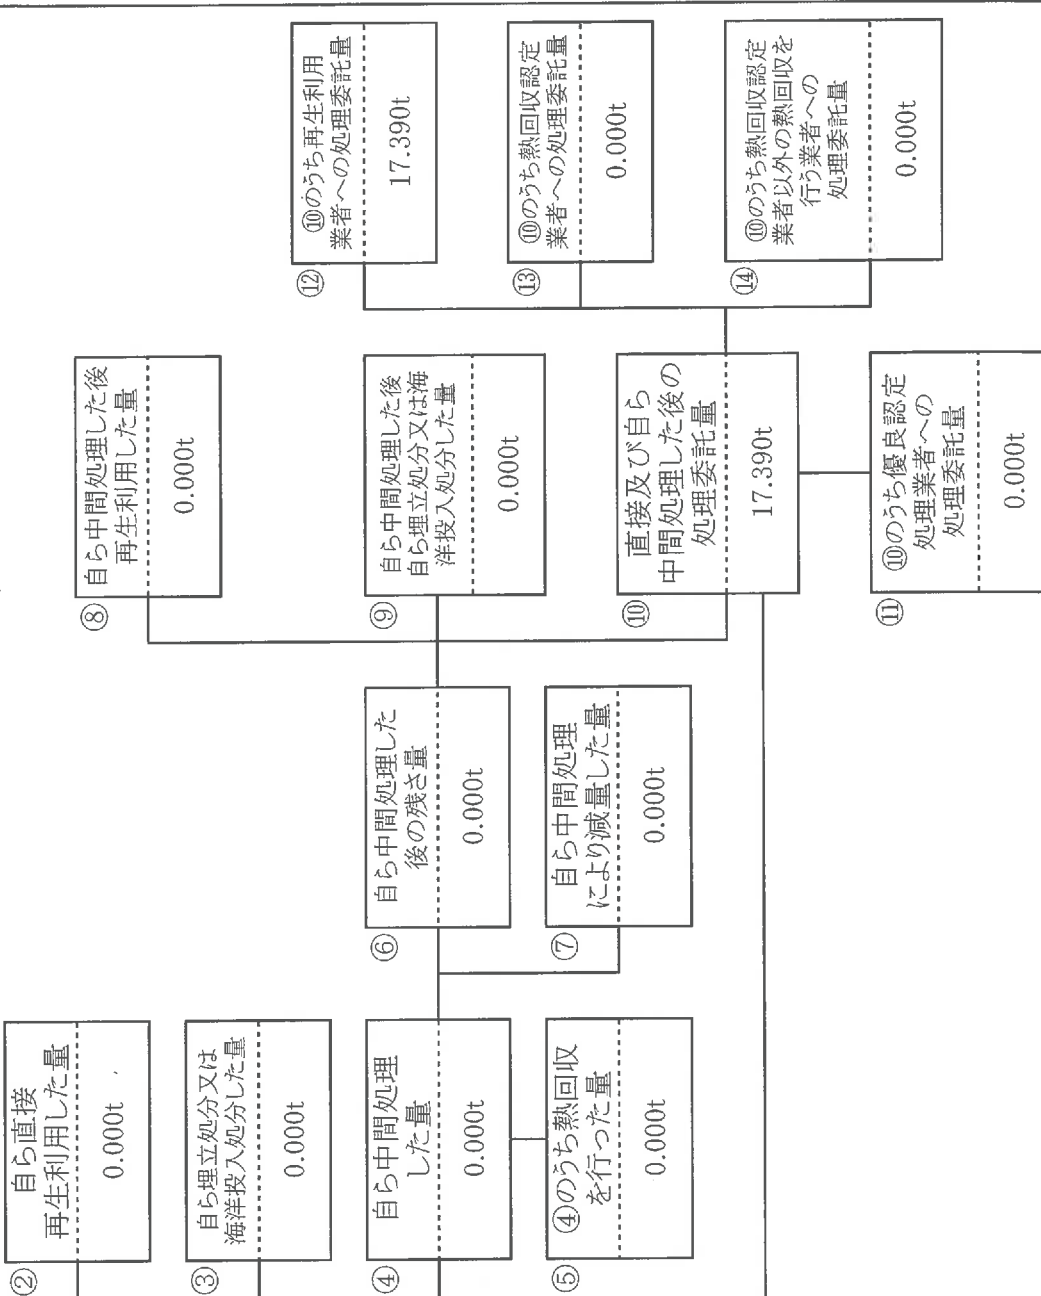 ②
自ら直接
再生利用した量
0.000t
③
自ら埋立処分又は
海洋投入処分した量
0.000t
④
自ら中間処理
した量
0.000t
⑤
④のうち熱回収
を行った量
0.000t
⑥
自ら中間処理した
後の残さ量
0.000t
⑦
自ら中間処理
により減量した量
0.000t
⑧
自ら中間処理した後
再生利用した量
0.000t
⑨
自ら中間処理した後
自ら埋立処分又は海
洋投入処分した量
0.000t
⑩
直接及び自ら
中間処理した後の
処理委託量
17.390t
⑪
⑩のうち優良認定
処理業者への
処理委託量
0.000t
⑫
⑩のうち再生利用
業者への処理委託量
17.390t
⑬
⑩のうち熱回収認定
業者への処理委託量
0.000t
⑭
⑩のうち熱回収認定
業者以外の熱回収を
行う業者への
処理委託量
0.000t